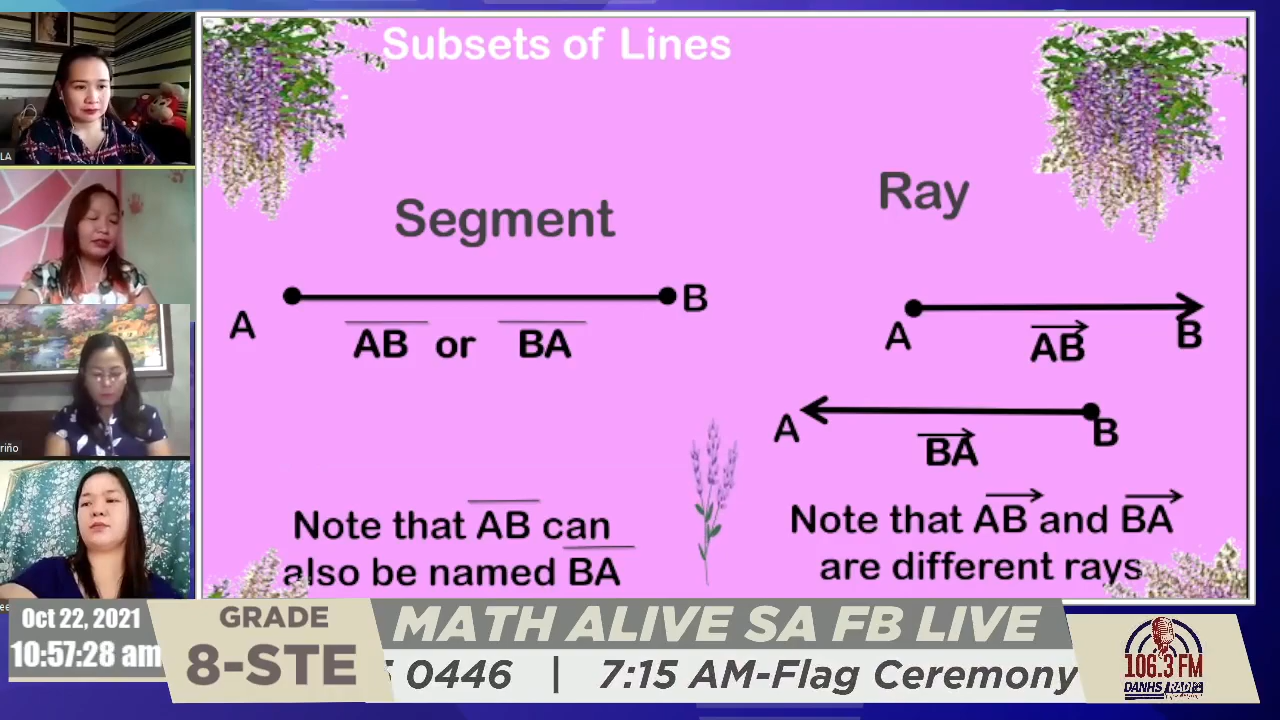 Subsets of Lines
Segment
Ray
A
B
AB or BA
A
B
AB
A
B
BA
Note that AB can
also be named BA
Note that AB and BA
are different rays
LA
riño
Oct 22, 2021
10:57:28 am
GRADE
8-STE
MATH ALIVE SA FB LIVE
0446 | 7:15 AM-Flag Ceremony
106.3 FM
DANHS RADIO